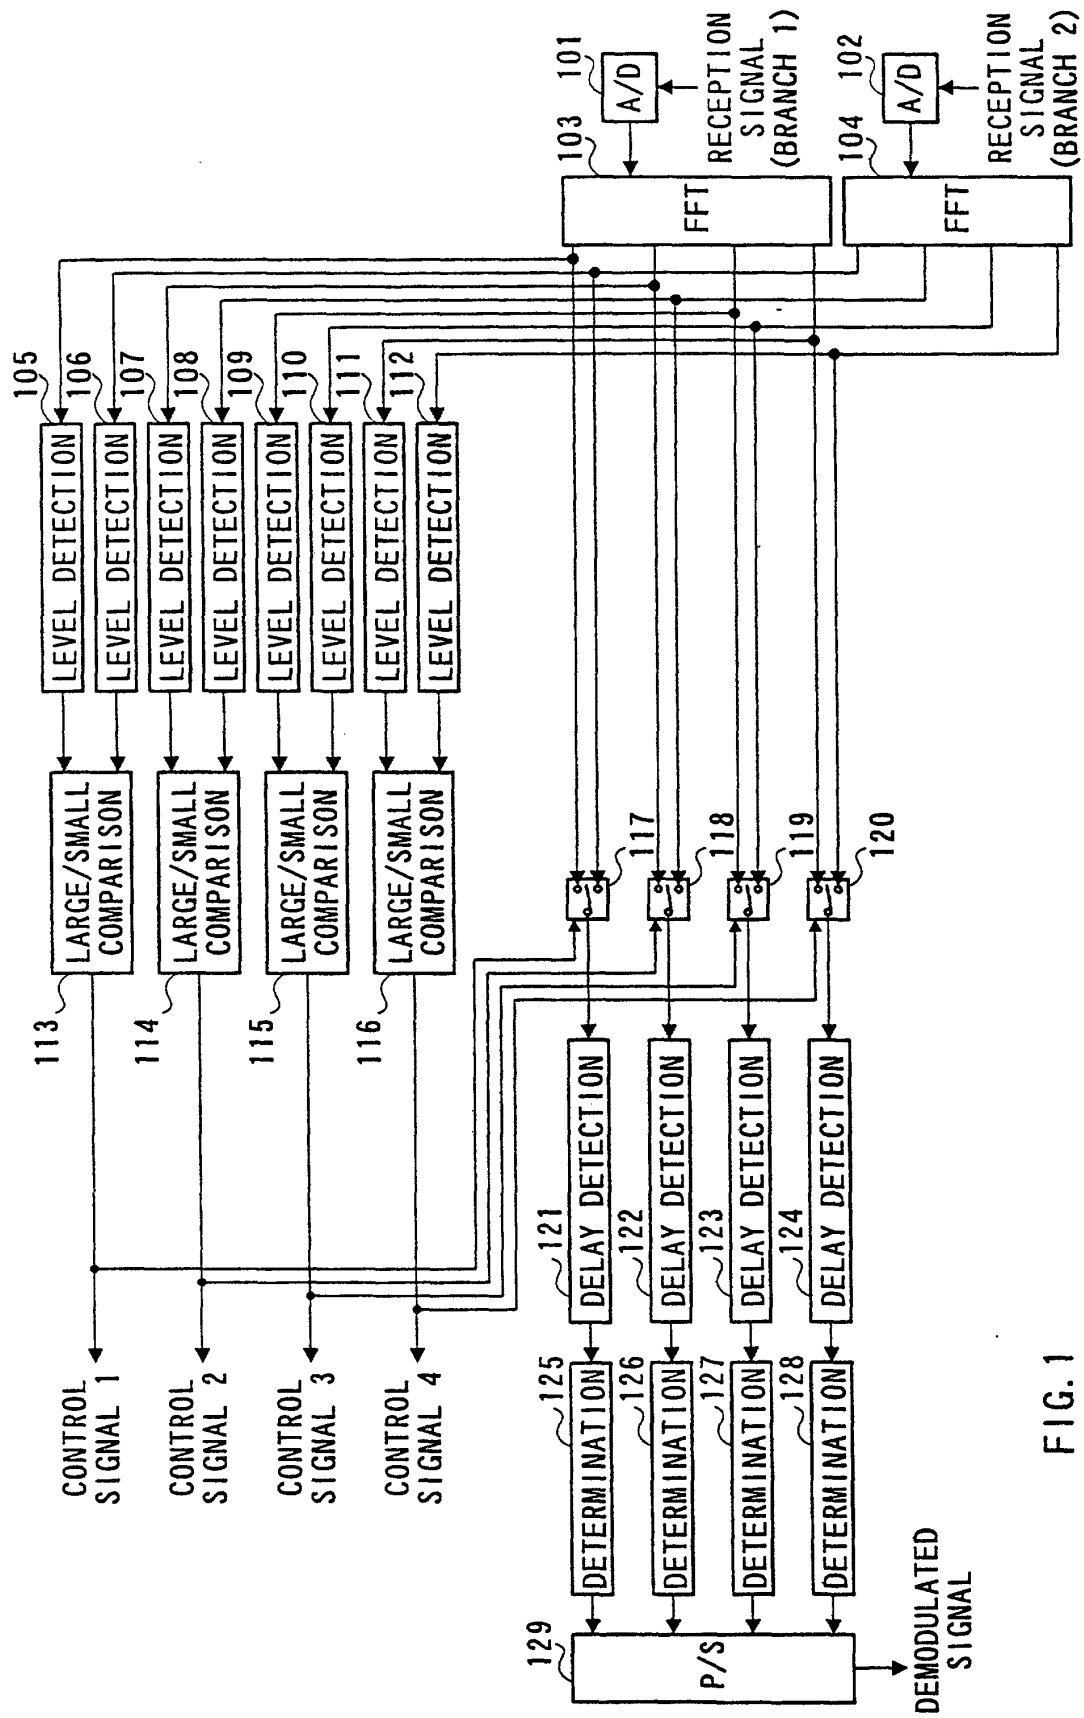 RECEPTION
SIGNAL
(BRANCH 1)
RECEPTION
SIGNAL
(BRANCH 2)
101
A/D
102
A/D
103
FFT
104
FFT
105
LEVEL DETECTION
106
LEVEL DETECTION
107
LEVEL DETECTION
108
LEVEL DETECTION
109
LEVEL DETECTION
110
LEVEL DETECTION
111
LEVEL DETECTION
112
LEVEL DETECTION
113
LARGE/SMALL
COMPARISON
114
LARGE/SMALL
COMPARISON
115
LARGE/SMALL
COMPARISON
116
LARGE/SMALL
COMPARISON
117
118
119
120
121
DELAY DETECTION
122
DELAY DETECTION
123
DELAY DETECTION
124
DELAY DETECTION
CONTROL
SIGNAL 1
CONTROL
SIGNAL 2
CONTROL
SIGNAL 3
CONTROL
SIGNAL 4
125
DETERMINATION
126
DETERMINATION
127
DETERMINATION
128
DETERMINATION
129
P/S
DEMODULATED
SIGNAL
FIG. 1